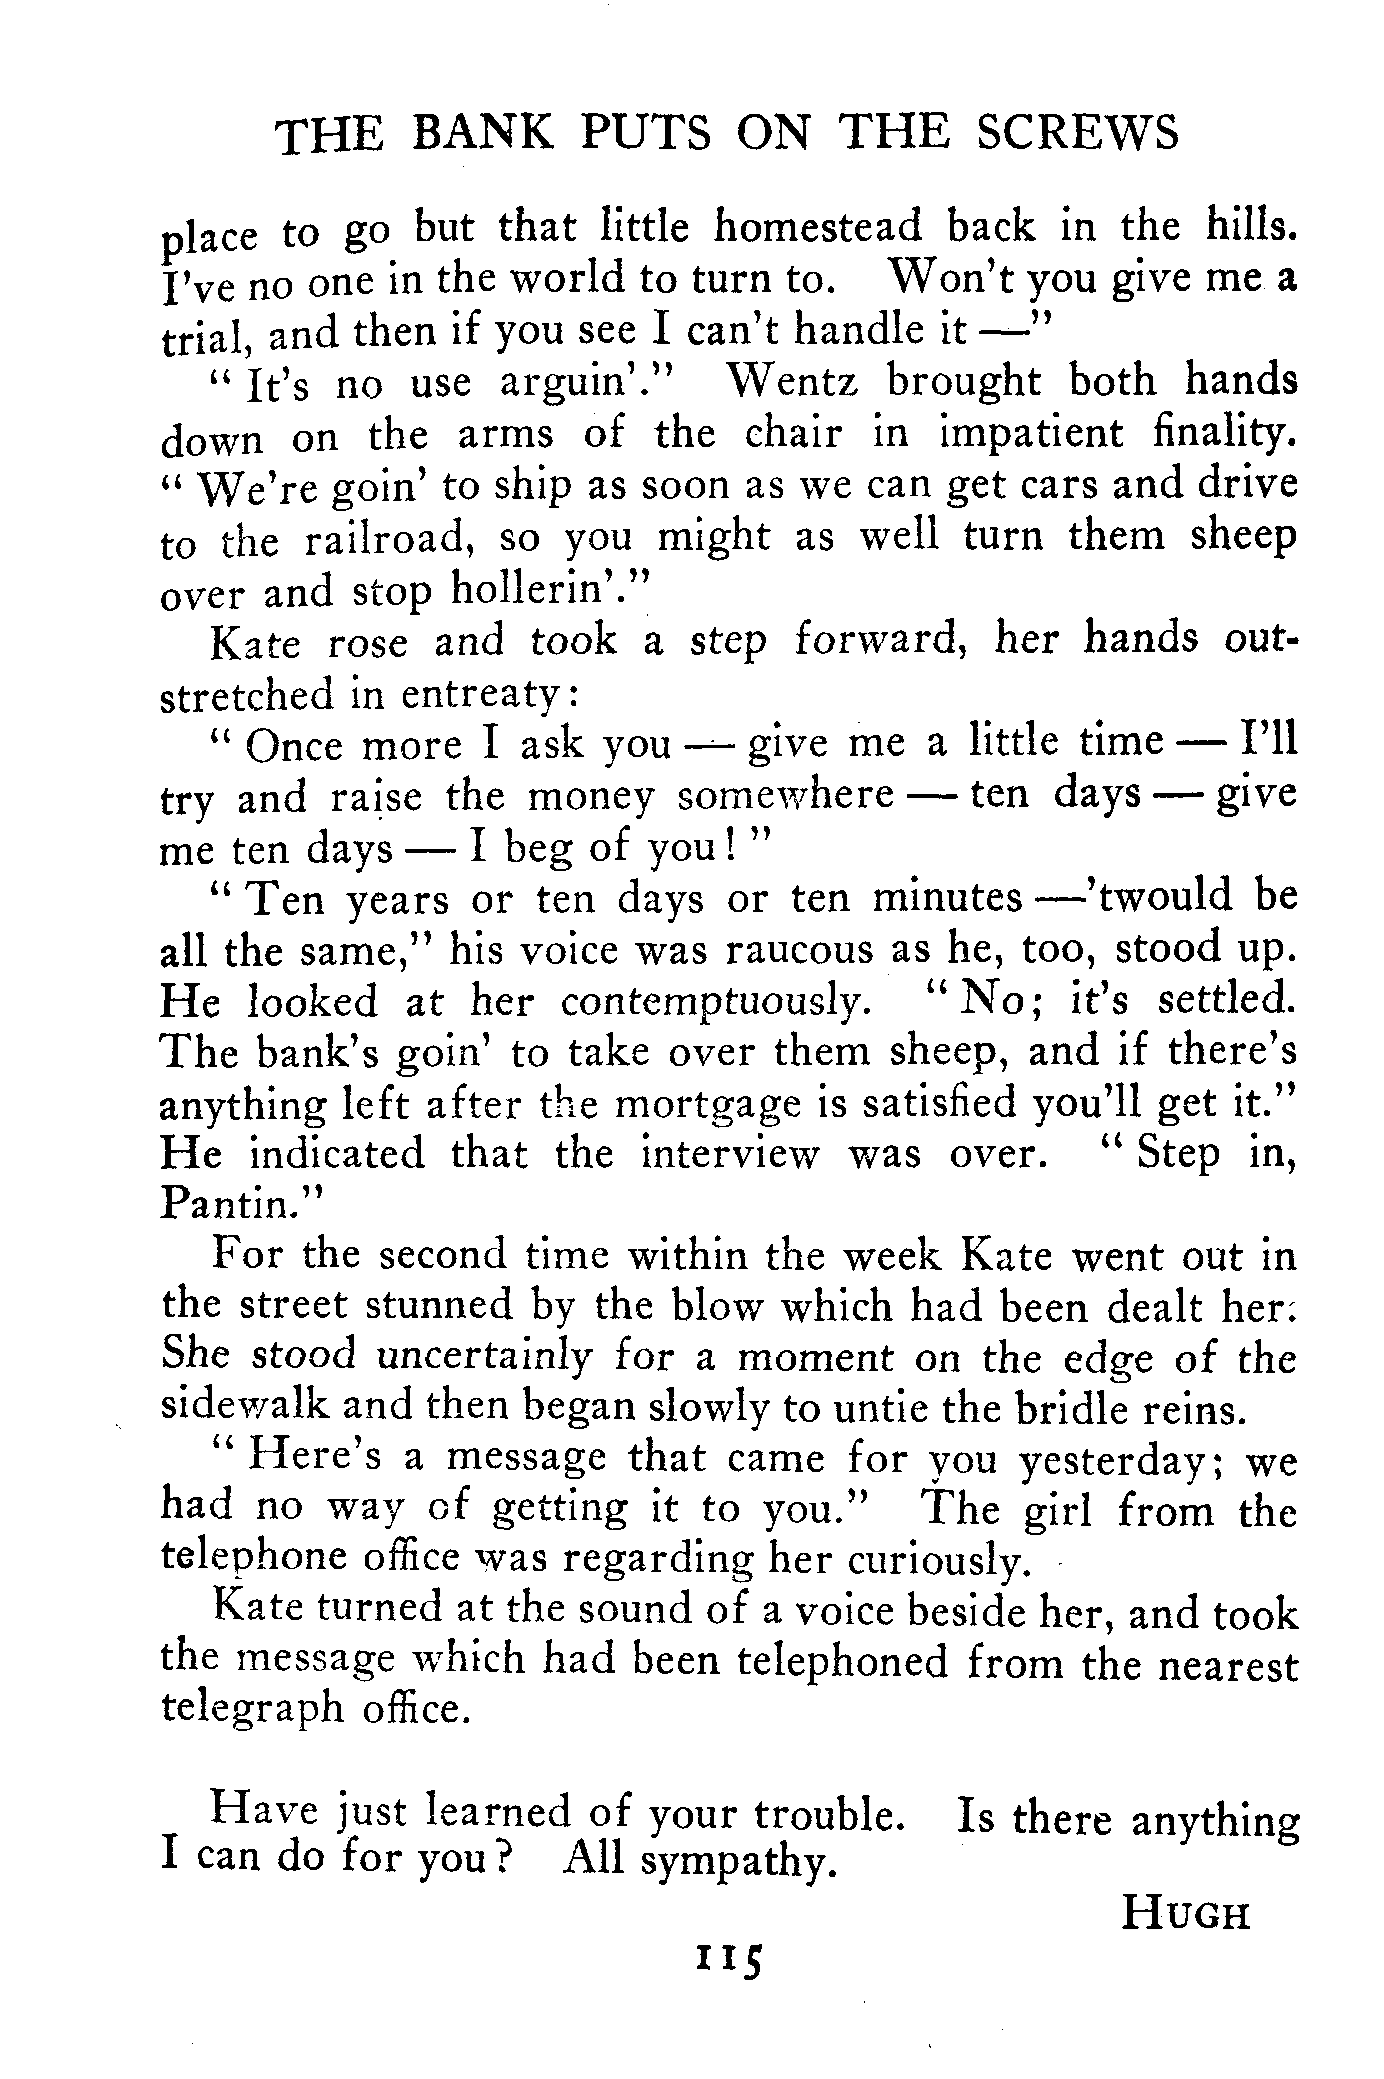 THE BANK PUTS ON THE SCREWS
place to go but that little homestead back in the hills.
I've no one in the world to turn to. Won't you give me a
trial, and then if you see I can't handle it —"
" It's no use arguin'." Wentz brought both hands
down on the arms of the chair in impatient finality.
" We're goin' to ship as soon as we can get cars and drive
to the railroad, so you might as well turn them sheep
over and stop hollerin'."
Kate rose and took a step forward, her hands out-
stretched in entreaty:
" Once more I ask you — give me a little time — I'll
try and raise the money somewhere — ten days — give
me ten days — I beg of you! "
" Ten years or ten days or ten minutes —'twould be
all the same," his voice was raucous as he, too, stood up.
He looked at her contemptuously. " No; it's settled.
The bank's goin' to take over them sheep, and if there's
anything left after the mortgage is satisfied you'll get it."
He indicated that the interview was over. " Step in,
Pantin."
For the second time within the week Kate went out in
the street stunned by the blow which had been dealt her.
She stood uncertainly for a moment on the edge of the
sidewalk and then began slowly to untie the bridle reins.
" Here's a message that came for you yesterday; we
had no way of getting it to you." The girl from the
telephone office was regarding her curiously.
Kate turned at the sound of a voice beside her, and took
the message which had been telephoned from the nearest
telegraph office.
Have just learned of your trouble. Is there anything
I can do for you? All sympathy.
HUGH
115